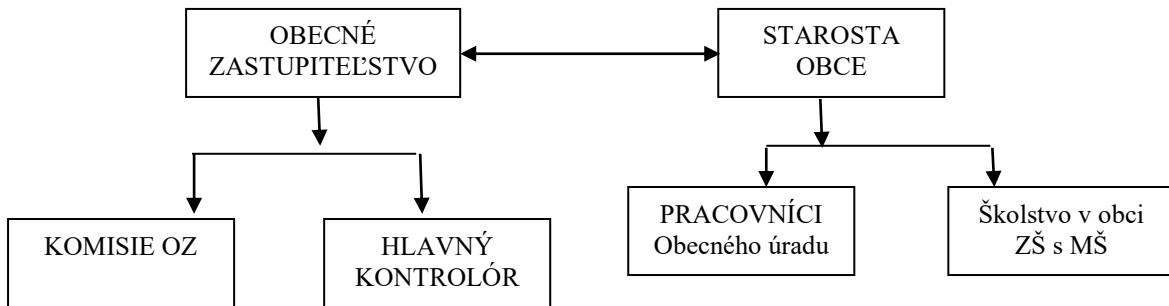 OBECNÉ
ZASTUPITEĽSTVO
STAROSTA
OBCE
KOMISIE OZ
HLAVNÝ
KONTROLÓR
PRACOVNÍCI
Obecného úradu
Školstvo v obci
ZŠ s MŠ